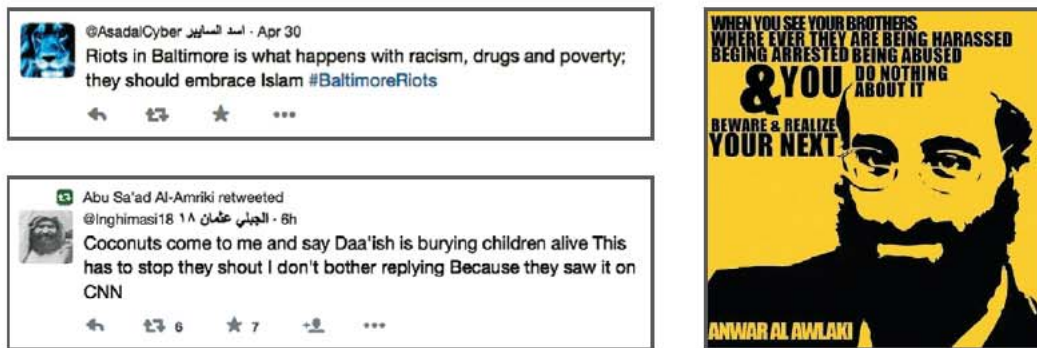 @AsadalCyber اسد السايبر · Apr 30
Riots in Baltimore is what happens with racism, drugs and poverty;
they should embrace Islam #BaltimoreRiots
Abu Sa'ad Al-Amriki retweeted
@Inghimasi18 الجبلي عثمان ١٨ · 6h
Coconuts come to me and say Daa'ish is burying children alive This
has to stop they shout I don't bother replying Because they saw it on
CNN
6 7
WHEN YOU SEE YOUR BROTHERS
WHERE EVER THEY ARE BEING HARASSED
BEGING ARRESTED BEING ABUSED
& YOU DO NOTHING
ABOUT IT
BEWARE & REALIZE
YOUR NEXT
ANWAR AL AWLAKI